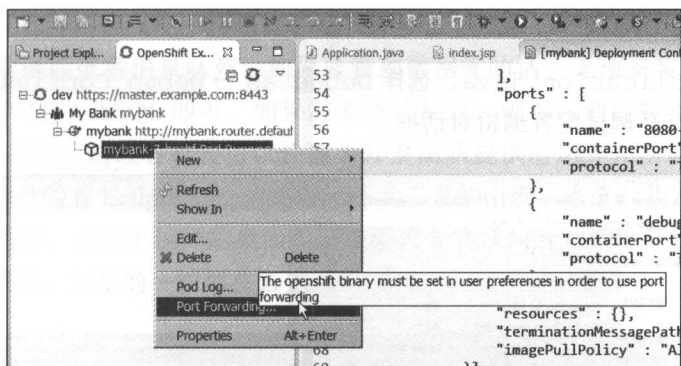 Project Expl...
OpenShift Ex...
Application.java
index.jsp
[mybank] Deployment Conf
dev https://master.example.com:8443
My Bank mybank
mybank http://mybank.router.defaul
New
Refresh
Show In
Edit...
Delete Delete
Pod Log...
Port Forwarding...
Properties Alt+Enter
The openshift binary must be set in user preferences in order to use port
forwarding
53 ],
54 "ports" : [
55 {
56 "name" : "8080-
57 "containerPort"
"protocol" : "
},
{
"name" : "debug
"containerPort"
"protocol" :
"resources" : {},
"terminationMessagePath
68 "imagePullPolicy" : "Al
69 }]